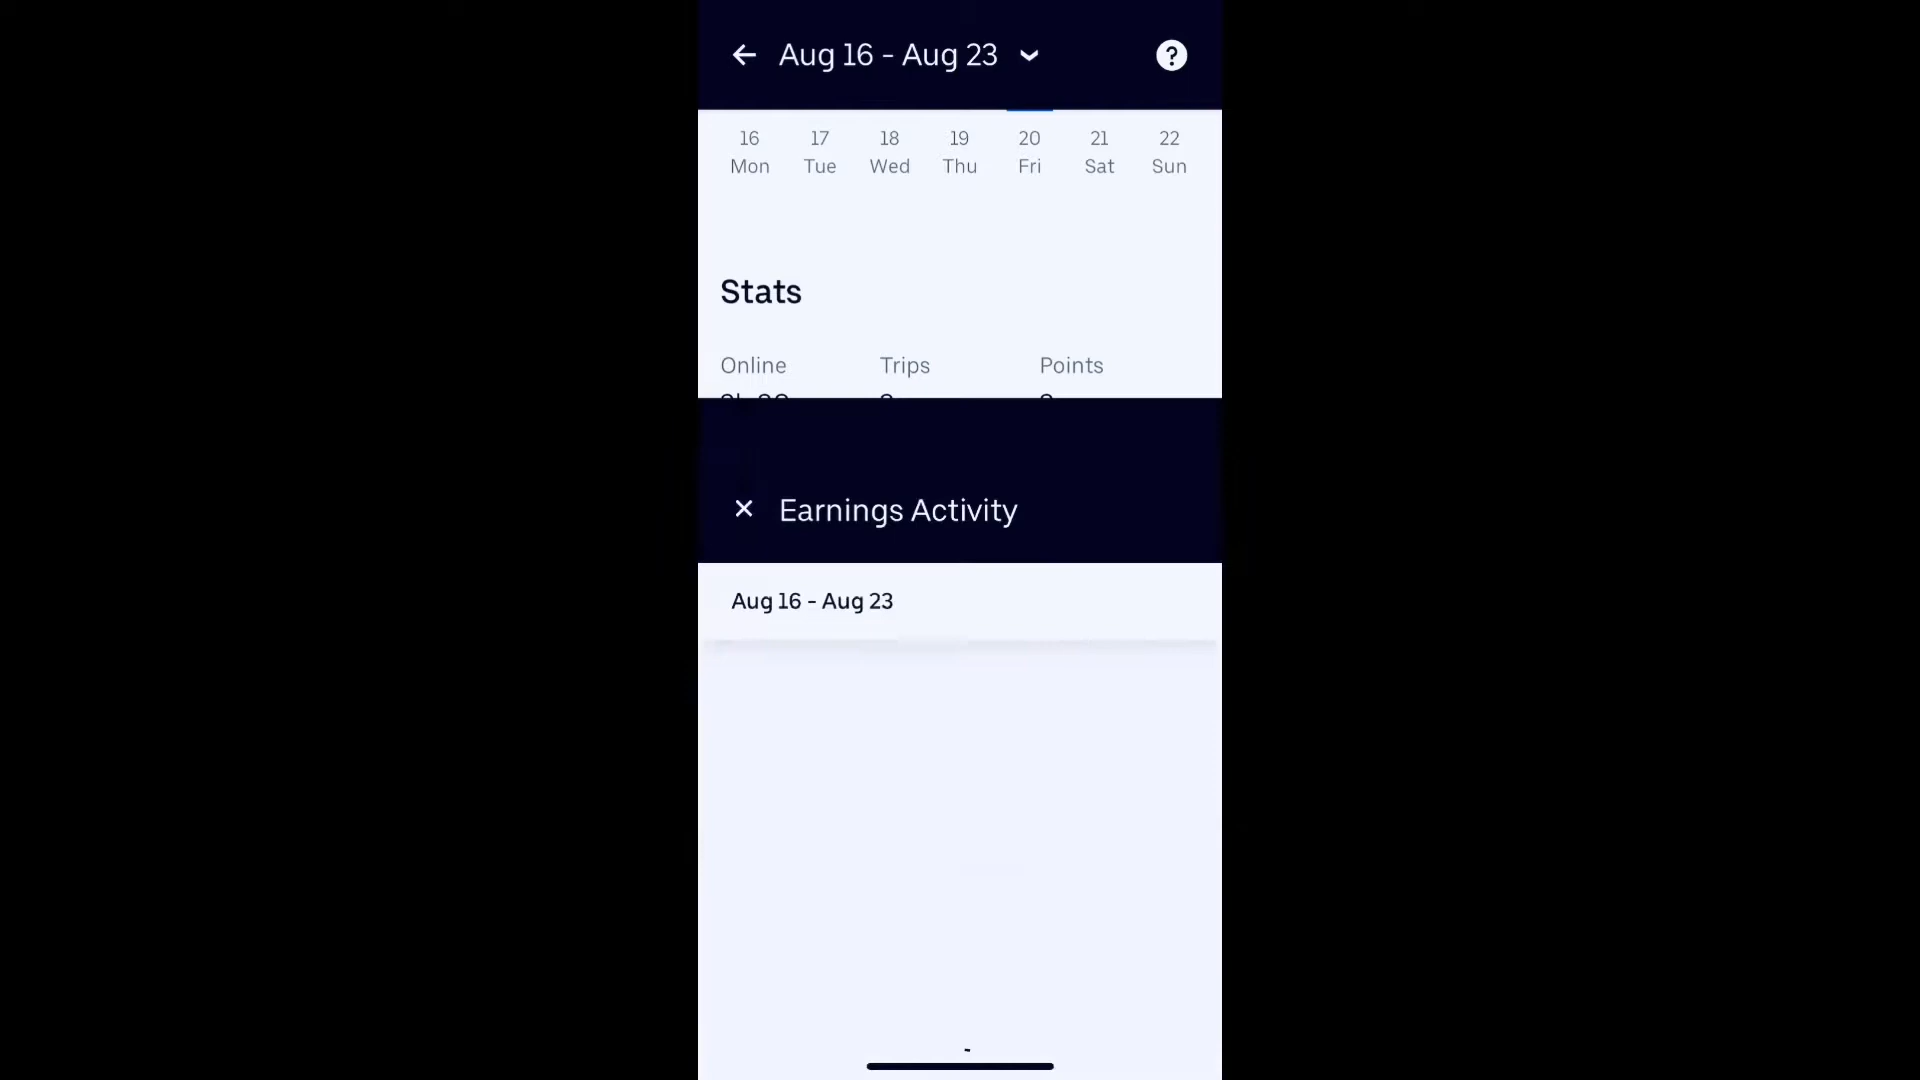 Aug 16 - Aug 23
16 17 18 19 20 21 22
Mon Tue Wed Thu Fri Sat Sun
Stats
Online Trips Points
Earnings Activity
Aug 16 - Aug 23